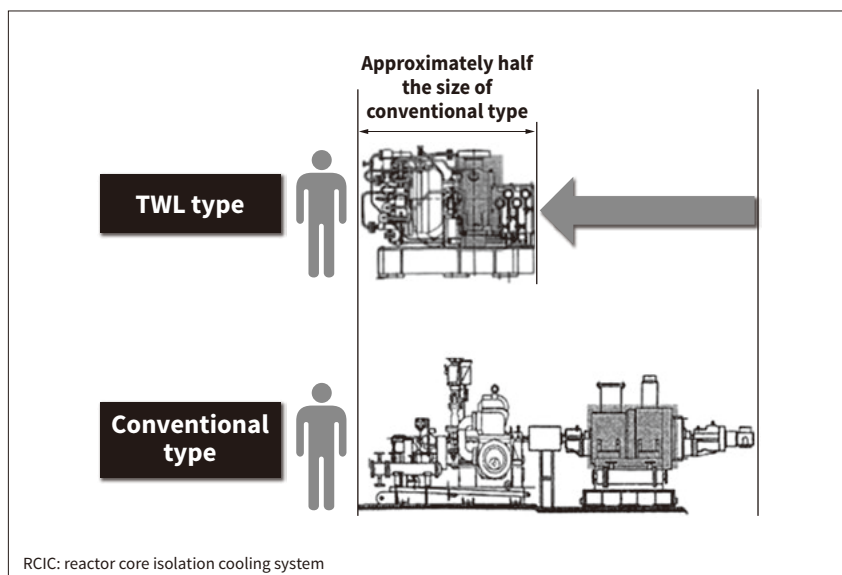 Approximately half
the size of
conventional type
TWL type
Conventional
type
RCIC: reactor core isolation cooling system